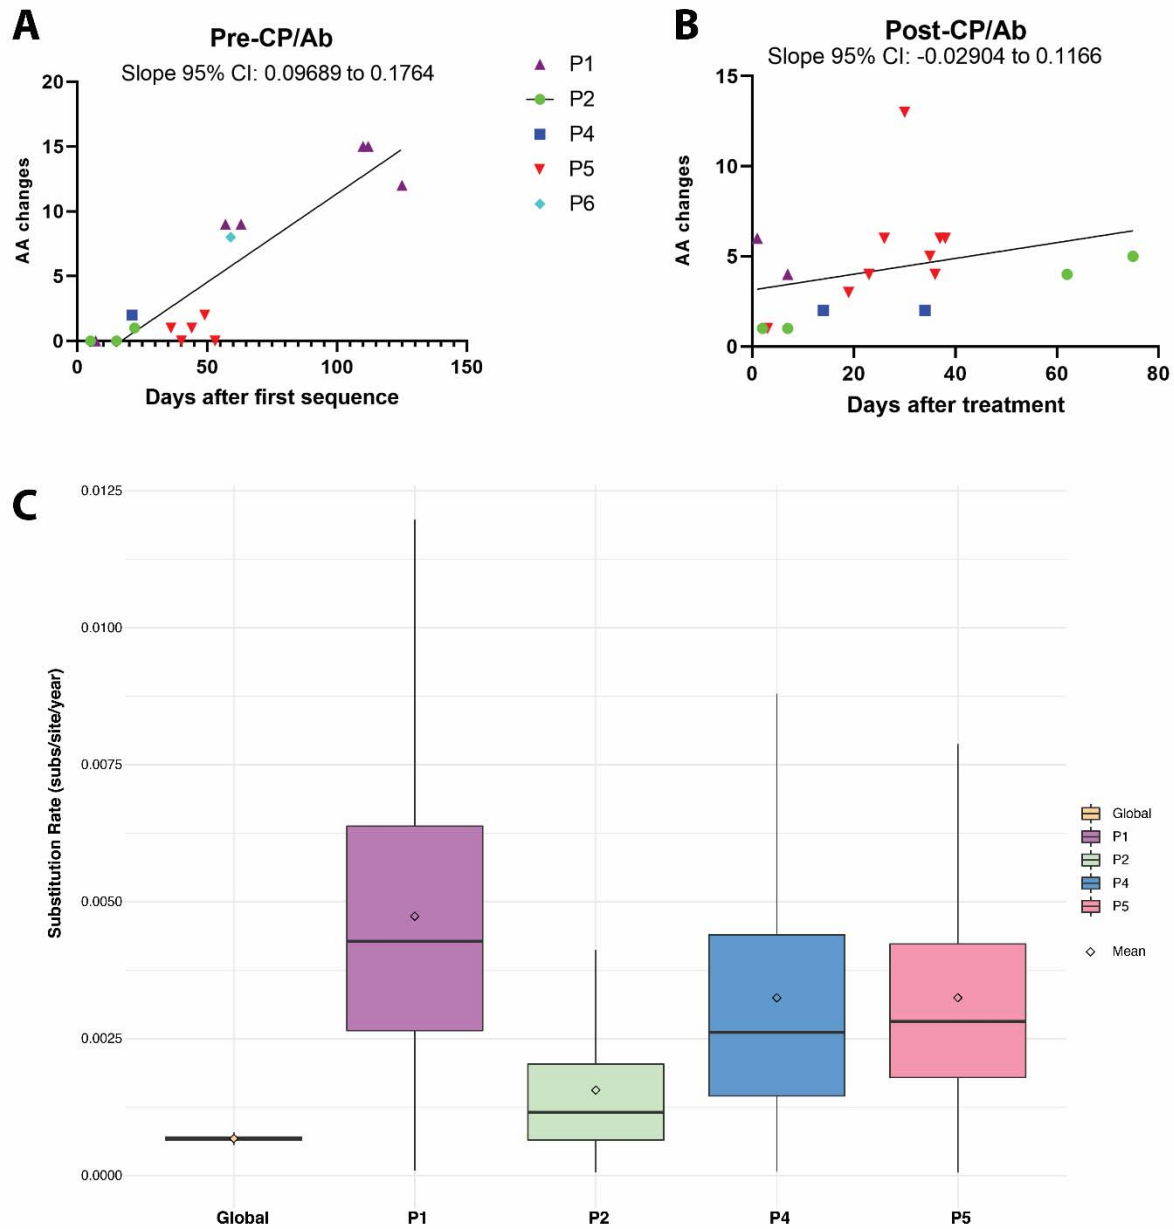 A
Pre-CP/Ab
Slope 95% CI: 0.09689 to 0.1764
20
15
10
5
0
AA changes
0 50 100 150
Days after first sequence
P1
P2
P4
P5
P6
B
Post-CP/Ab
Slope 95% CI: -0.02904 to 0.1166
15
10
5
0
AA changes
0 20 40 60 80
Days after treatment
C
0.0125
0.0100
0.0075
0.0050
0.0025
0.0000
Substitution Rate (subs/site/year)
Global P1 P2 P4 P5
Global
P1
P2
P4
P5
Mean